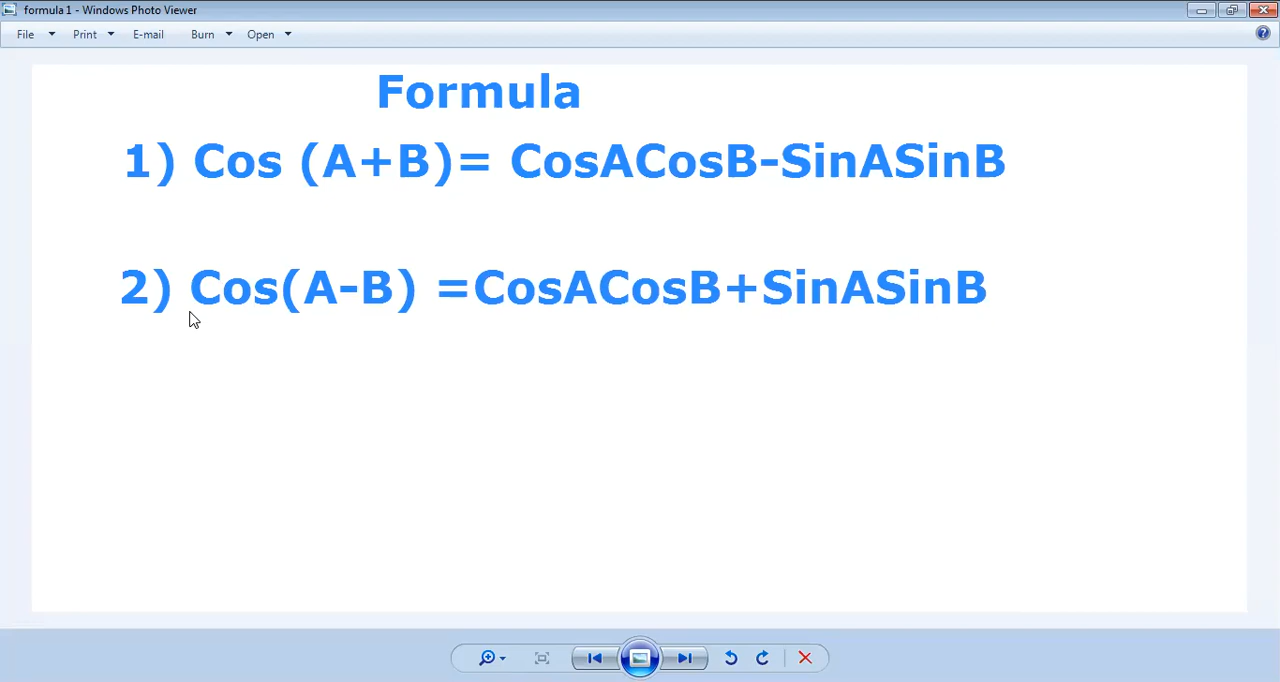 formula 1 - Windows Photo Viewer
File Print E-mail Burn Open
Formula
1) Cos (A+B)= CosACosB-SinASinB
2) Cos(A-B) =CosACosB+SinASinB